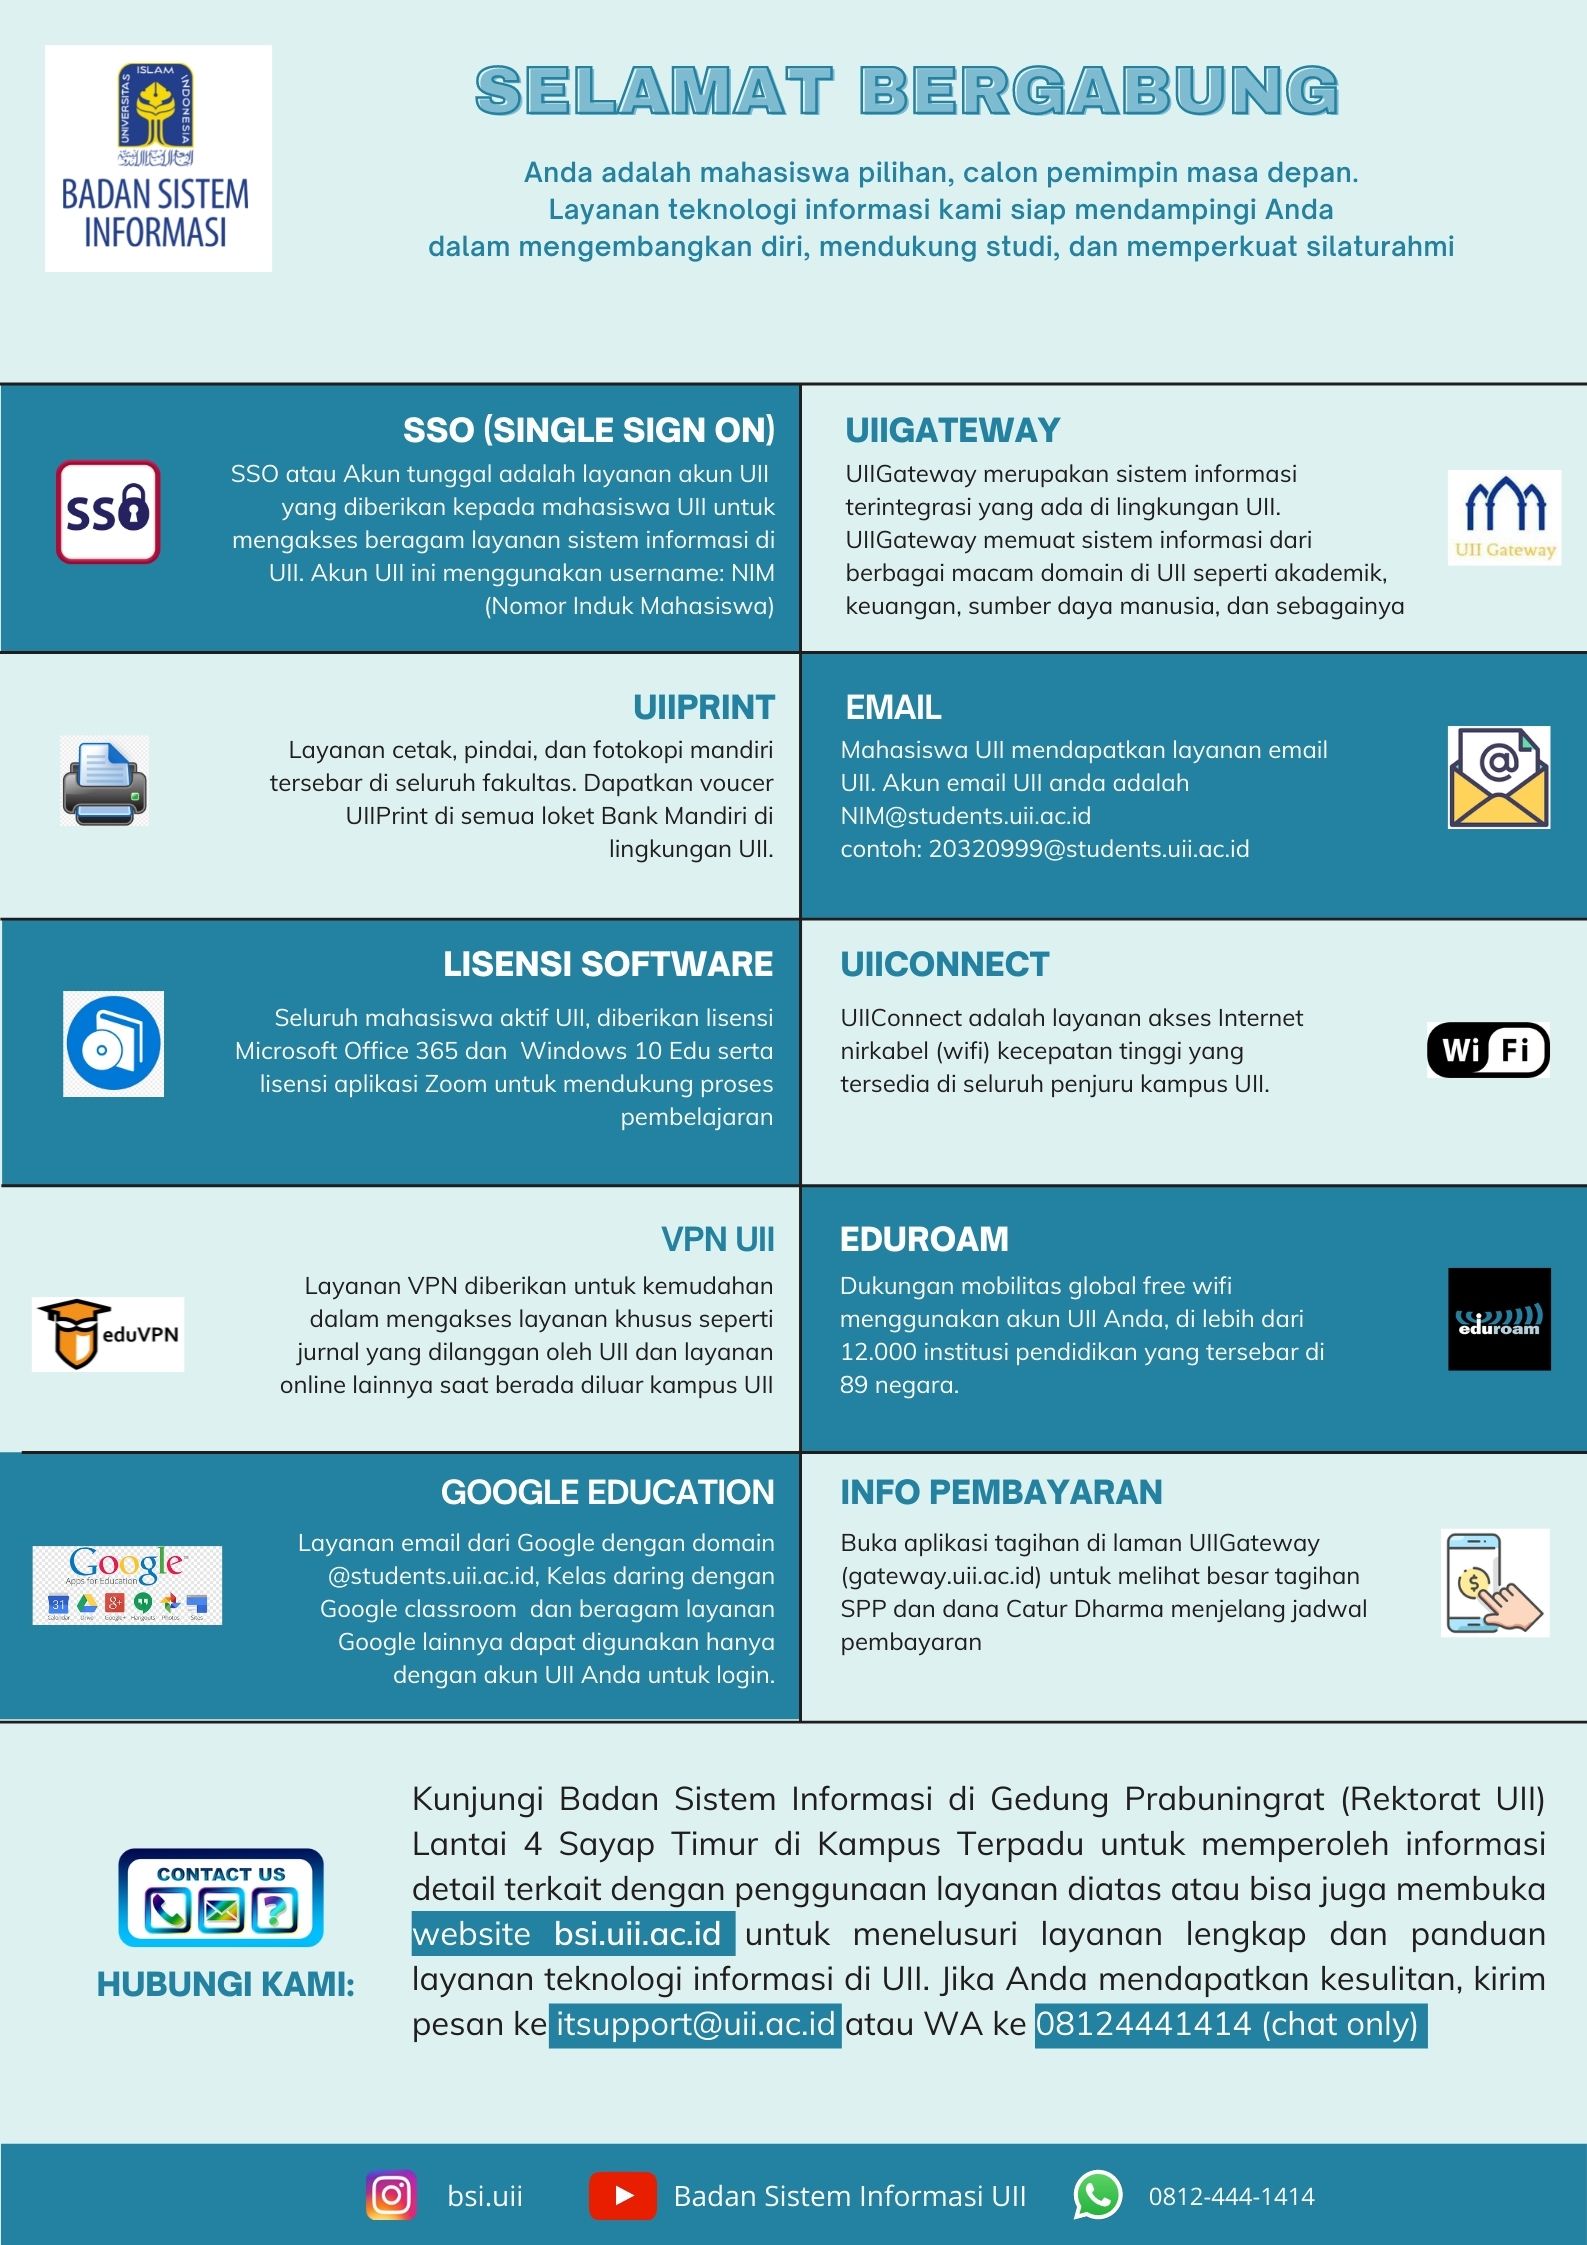 ISLAM
UNIVERSITAS
INDONESIA
BADAN SISTEM
INFORMASI
SELAMAT BERGABUNG
Anda adalah mahasiswa pilihan, calon pemimpin masa depan.
Layanan teknologi informasi kami siap mendampingi Anda
dalam mengembangkan diri, mendukung studi, dan memperkuat silaturahmi
SSO
SSO (SINGLE SIGN ON)
SSO atau Akun tunggal adalah layanan akun UII
yang diberikan kepada mahasiswa UII untuk
mengakses beragam layanan sistem informasi di
UII. Akun UII ini menggunakan username: NIM
(Nomor Induk Mahasiswa)
UIIGATEWAY
UIIGateway merupakan sistem informasi
terintegrasi yang ada di lingkungan UII.
UIIGateway memuat sistem informasi dari
berbagai macam domain di UII seperti akademik,
keuangan, sumber daya manusia, dan sebagainya
UII Gateway
UIIPRINT
Layanan cetak, pindai, dan fotokopi mandiri
tersebar di seluruh fakultas. Dapatkan voucer
UIIPrint di semua loket Bank Mandiri di
lingkungan UII.
EMAIL
Mahasiswa UII mendapatkan layanan email
UII. Akun email UII anda adalah
NIM@students.uii.ac.id
contoh: 20320999@students.uii.ac.id
@
LISENSI SOFTWARE
Seluruh mahasiswa aktif UII, diberikan lisensi
Microsoft Office 365 dan  Windows 10 Edu serta
lisensi aplikasi Zoom untuk mendukung proses
pembelajaran
UIICONNECT
UIIConnect adalah layanan akses Internet
nirkabel (wifi) kecepatan tinggi yang
tersedia di seluruh penjuru kampus UII.
Wi Fi
eduVPN
VPN UII
Layanan VPN diberikan untuk kemudahan
dalam mengakses layanan khusus seperti
jurnal yang dilanggan oleh UII dan layanan
online lainnya saat berada diluar kampus UII
EDUROAM
Dukungan mobilitas global free wifi
menggunakan akun UII Anda, di lebih dari
12.000 institusi pendidikan yang tersebar di
89 negara.
eduroam
Google
Apps for Education
31 8+
Calendar Drive Google+ Hangouts Photos Sites
GOOGLE EDUCATION
Layanan email dari Google dengan domain
@students.uii.ac.id, Kelas daring dengan
Google classroom  dan beragam layanan
Google lainnya dapat digunakan hanya
dengan akun UII Anda untuk login.
INFO PEMBAYARAN
Buka aplikasi tagihan di laman UIIGateway
(gateway.uii.ac.id) untuk melihat besar tagihan
SPP dan dana Catur Dharma menjelang jadwal
pembayaran
$
CONTACT US
?
HUBUNGI KAMI:
Kunjungi Badan Sistem Informasi di Gedung Prabuningrat (Rektorat UII)
Lantai 4 Sayap Timur di Kampus Terpadu untuk memperoleh informasi
detail terkait dengan penggunaan layanan diatas atau bisa juga membuka
website bsi.uii.ac.id untuk menelusuri layanan lengkap dan panduan
layanan teknologi informasi di UII. Jika Anda mendapatkan kesulitan, kirim
pesan ke itsupport@uii.ac.id atau WA ke 08124441414 (chat only)
bsi.uii
Badan Sistem Informasi UII
0812-444-1414